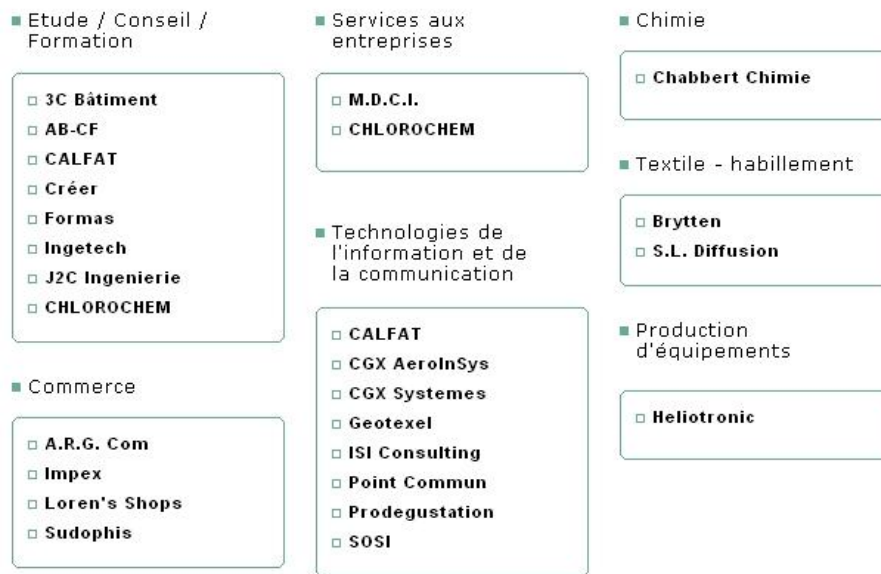 Etude / Conseil /
Formation
3C Bâtiment
AB-CF
CALFAT
Créer
Formas
Ingetech
J2C Ingenierie
CHLOROCHEM
Commerce
A.R.G. Com
Impex
Loren's Shops
Sudophis
Services aux
entreprises
M.D.C.I.
CHLOROCHEM
Technologies de
l'information et de
la communication
CALFAT
CGX AeroInSys
CGX Systemes
Geotexel
ISI Consulting
Point Commun
Prodegustation
SOSI
Chimie
Chabbert Chimie
Textile - habillement
Brytten
S.L. Diffusion
Production
d'équipements
Heliotronic